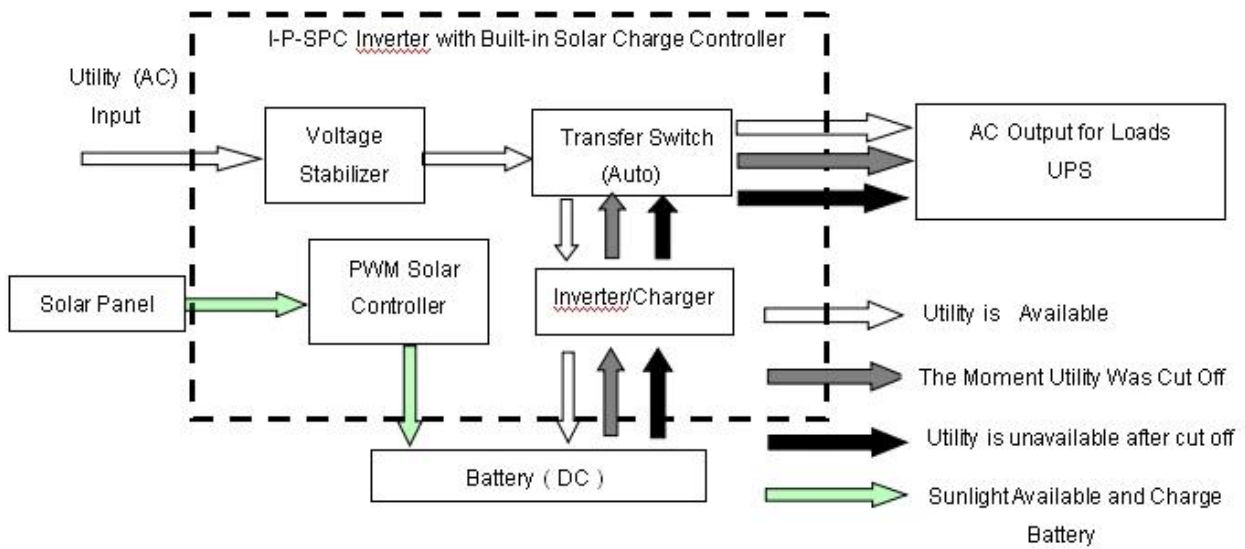 I-P-SPC Inverter with Built-in Solar Charge Controller
Utility (AC)
Input
Voltage
Stabilizer
Transfer Switch
(Auto)
AC Output for Loads
UPS
Solar Panel
PWM Solar
Controller
Inverter/Charger
Battery ( DC )
Utility is Available
The Moment Utility Was Cut Off
Utility is unavailable after cut off
Sunlight Available and Charge
Battery